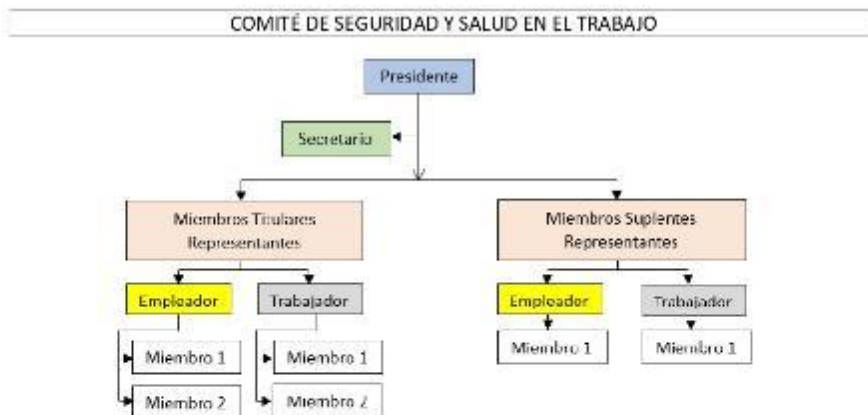 COMITÉ DE SEGURIDAD Y SALUD EN EL TRABAJO
Presidente
Secretario
Miembros Titulares
Representantes
Miembros Suplentes
Representantes
Empleador
Trabajador
Empleador
Trabajador
Miembro 1
Miembro 1
Miembro 1
Miembro 1
Miembro 2
Miembro 2